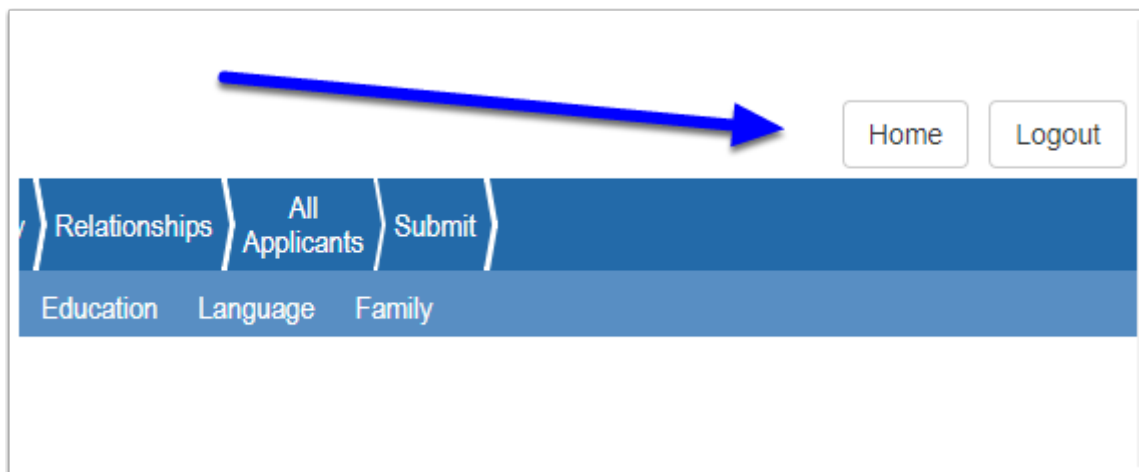 Home Logout
Relationships
All
Applicants
Submit
Education Language Family